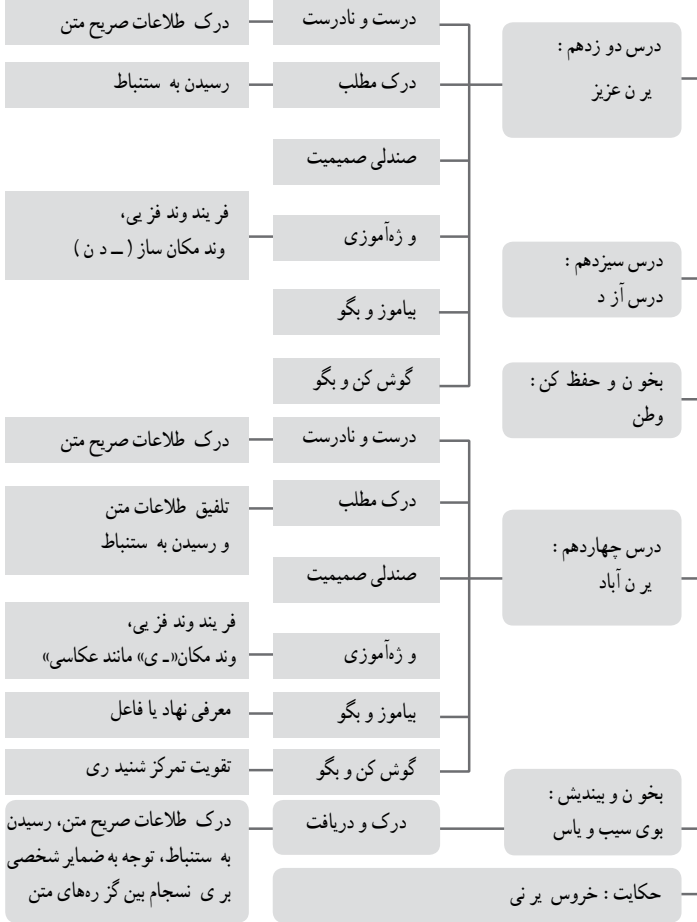 درس دو زدهم :
یر ن عزیز
درست و نادرست
درک طلاعات صریح متن
درک مطلب
رسیدن به ستنباط
صندلی صمیمیت
و ژه‌آموزی
فر یند وند فز یی،
وند مکان ساز ( ــ د ن )
بیاموز و بگو
گوش کن و بگو
درس سیزدهم :
درس آز د
بخو ن و حفظ کن :
وطن
درس چهاردهم :
یر ن آباد
درست و نادرست
درک طلاعات صریح متن
درک مطلب
تلفیق طلاعات متن
و رسیدن به ستنباط
صندلی صمیمیت
و ژه‌آموزی
فر یند وند فز یی،
وند مکان«ـ ی» مانند عکاسی»
بیاموز و بگو
معرفی نهاد یا فاعل
گوش کن و بگو
تقویت تمرکز شنید ری
بخو ن و بیندیش :
بوی سیب و یاس
درک و دریافت
درک طلاعات صریح متن، رسیدن
به ستنباط، توجه به ضمایر شخصی
بر ی نسجام بین گز ره‌های متن
حکایت : خروس یر نی